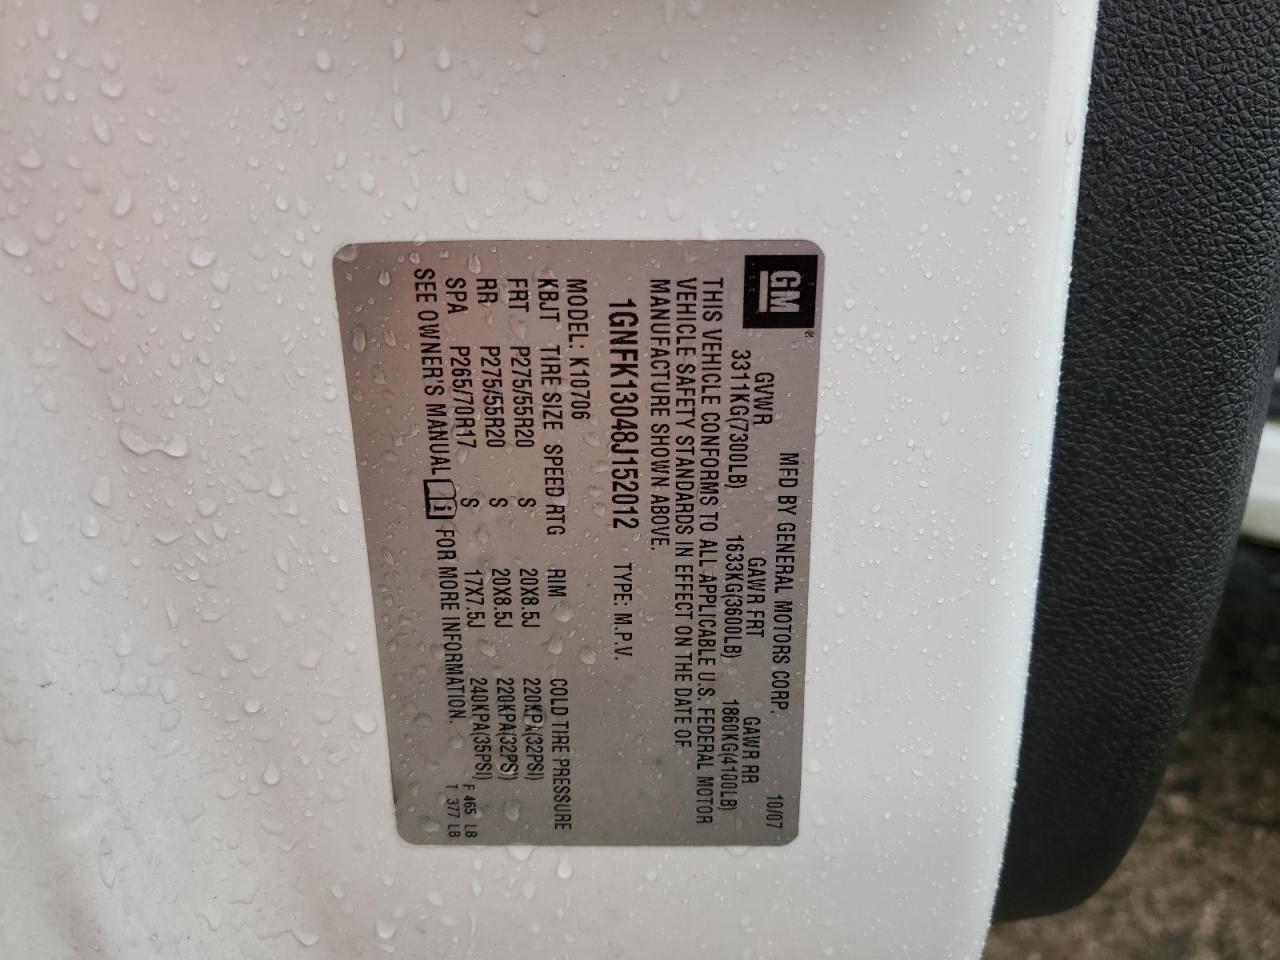 GM®
MFD BY GENERAL MOTORS CORP. 10/07
GVWR GAWR FRT GAWR RR
3311KG(7300LB) 1633KG(3600LB) 1860KG(4100LB)
THIS VEHICLE CONFORMS TO ALL APPLICABLE U.S. FEDERAL MOTOR
VEHICLE SAFETY STANDARDS IN EFFECT ON THE DATE OF
MANUFACTURE SHOWN ABOVE.
1GNFK13048J152012 TYPE: M.P.V.
MODEL: K10706
KBJT TIRE SIZE SPEED RTG RIM COLD TIRE PRESSURE
FRT P275/55R20 S 20X8.5J 220KPA(32PSI)
RR P275/55R20 S 20X8.5J 220KPA(32PSI)
SPA P265/70R17 S 17X7.5J 240KPA(35PSI)
SEE OWNER'S MANUAL i FOR MORE INFORMATION.
F 465 LB
T 377 LB